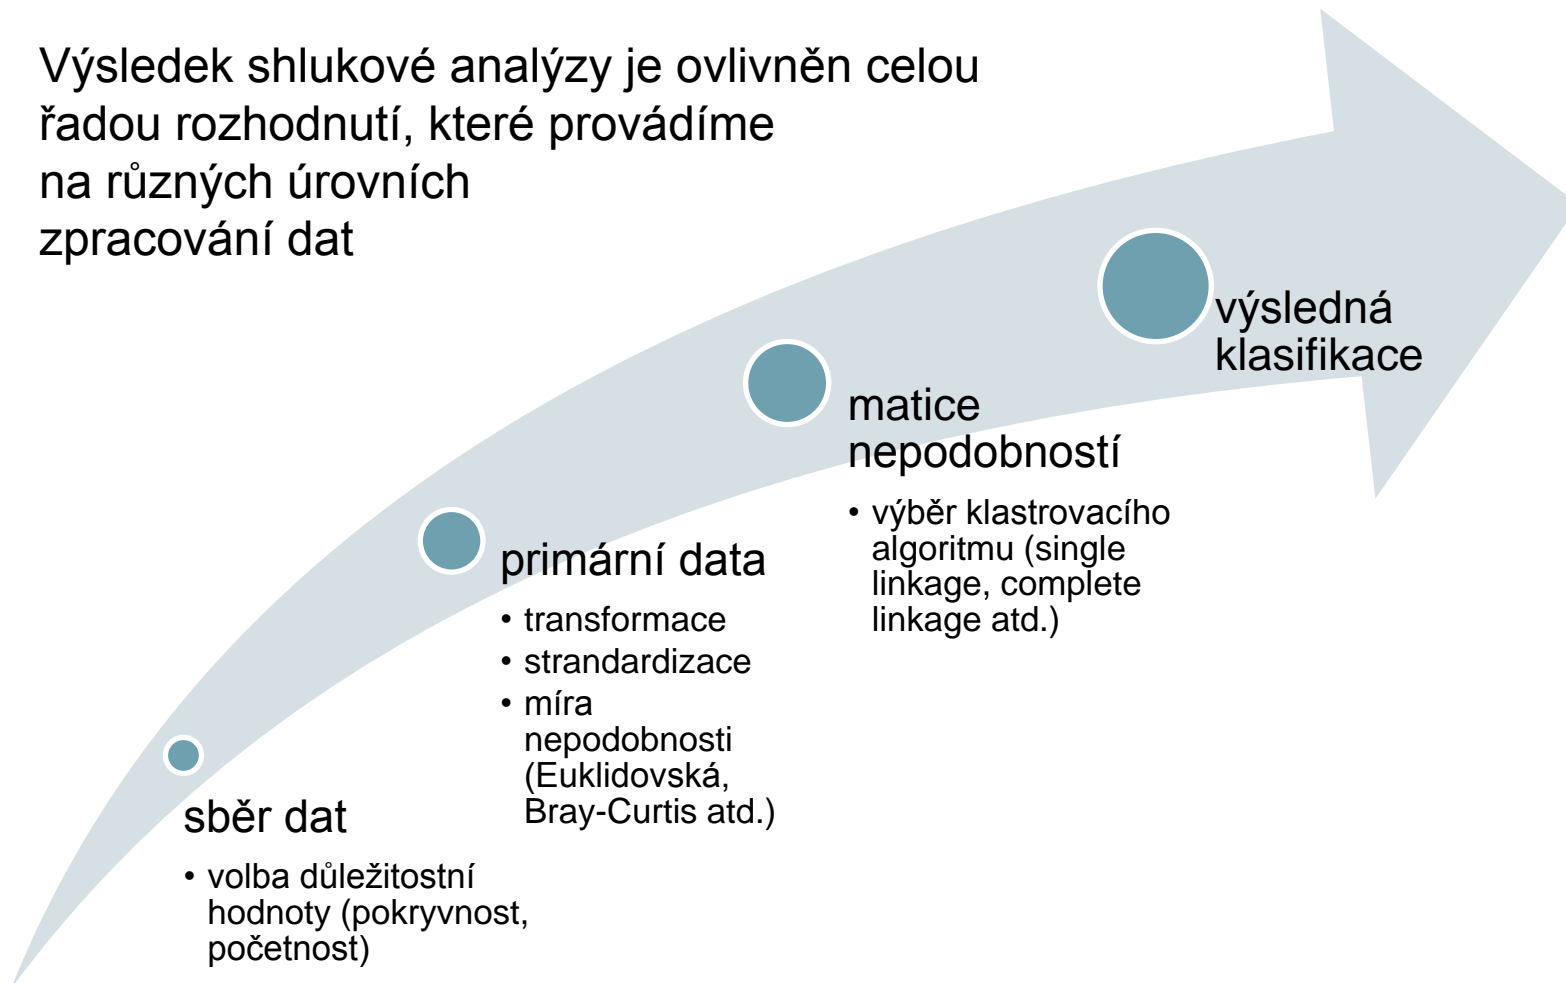 Výsledek shlukové analýzy je ovlivněn celou
řadou rozhodnutí, které provádíme
na různých úrovních
zpracování dat
sběr dat
• volba důležitostní
hodnoty (pokryvnost,
početnost)
primární data
• transformace
• strandardizace
• míra
nepodobnosti
(Euklidovská,
Bray-Curtis atd.)
matice
nepodobností
• výběr klastrovacího
algoritmu (single
linkage, complete
linkage atd.)
výsledná
klasifikace